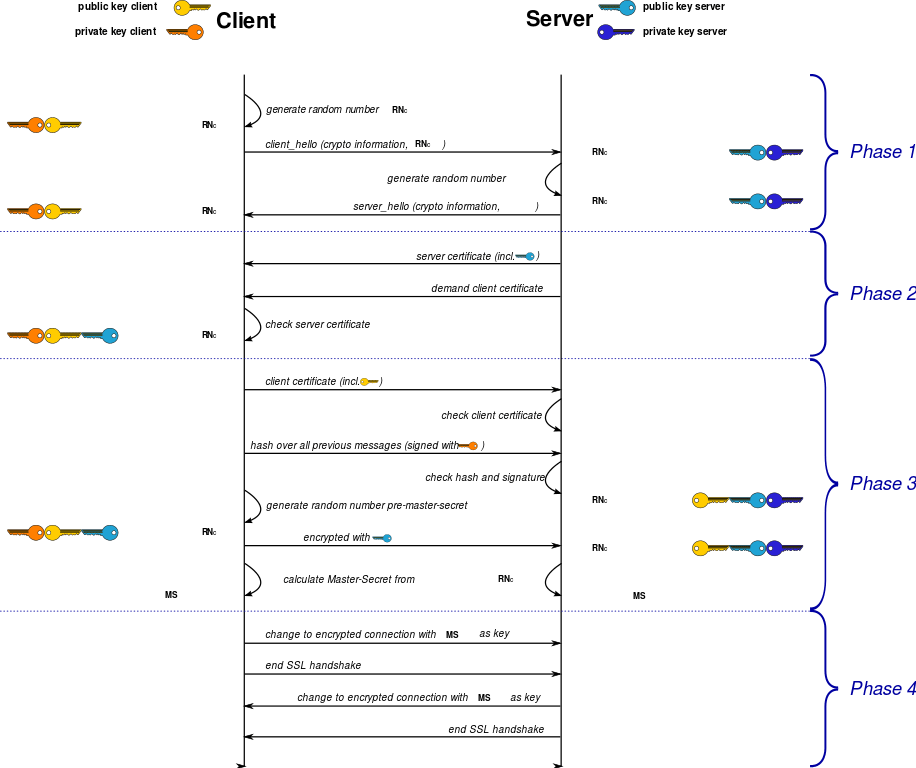 public key client
Client
Server
public key server
private key client
private key server
generate random number RNc
RNc
client_hello (crypto information, RNc )
RNc
Phase 1
generate random number
RNc
server_hello (crypto information, )
RNc
server certificate (incl. )
demand client certificate
Phase 2
check server certificate
RNc
client certificate (incl. )
check client certificate
hash over all previous messages (signed with )
check hash and signature
Phase 3
RNc
generate random number pre-master-secret
RNc
encrypted with
RNc
calculate Master-Secret from RNc
MS
MS
change to encrypted connection with MS as key
end SSL handshake
Phase 4
change to encrypted connection with MS as key
end SSL handshake